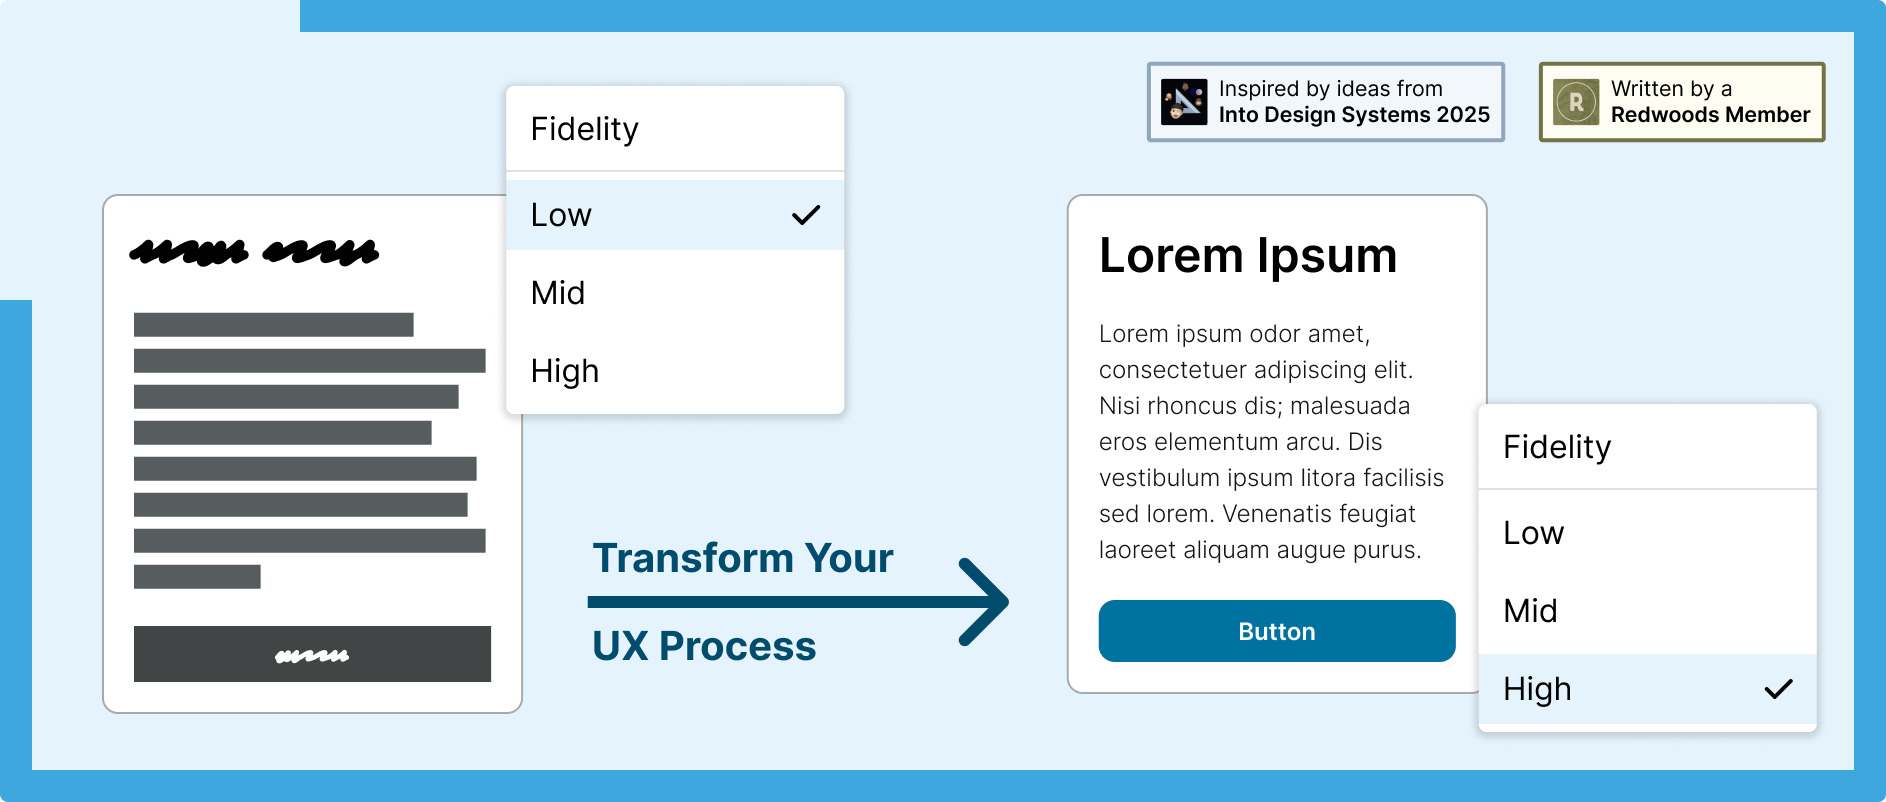 Inspired by ideas from
Into Design Systems 2025
R
Written by a
Redwoods Member
Fidelity
Low
Mid
High
Transform Your
UX Process
Lorem Ipsum
Lorem ipsum odor amet,
consectetuer adipiscing elit.
Nisi rhoncus dis; malesuada
eros elementum arcu. Dis
vestibulum ipsum litora facilisis
sed lorem. Venenatis feugiat
laoreet aliquam augue purus.
Button
Fidelity
Low
Mid
High